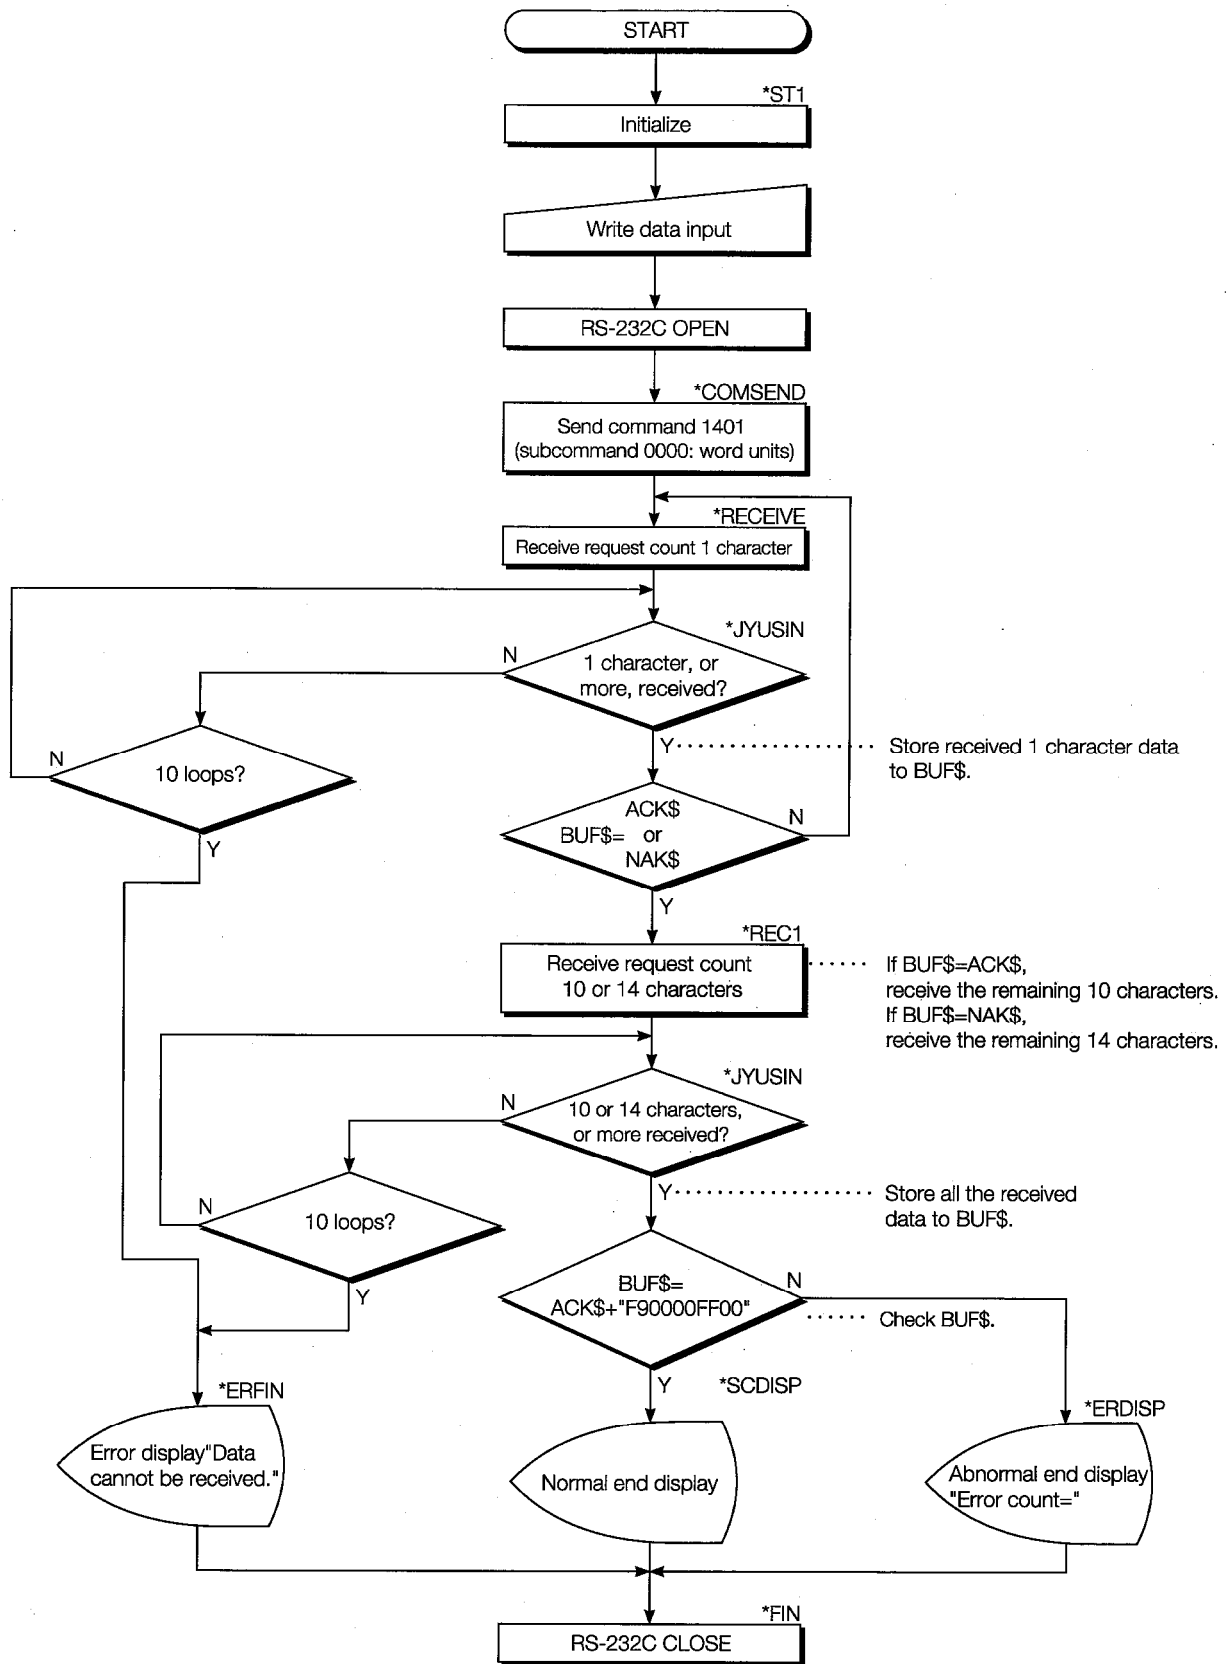 START
*ST1
Initialize
Write data input
RS-232C OPEN
*COMSEND
Send command 1401
(subcommand 0000: word units)
*RECEIVE
Receive request count 1 character
*JYUSIN
N
1 character, or
more, received?
Y
Store received 1 character data
to BUF$.
N
10 loops?
Y
ACK$
BUF$= or
NAK$
N
Y
*REC1
Receive request count
10 or 14 characters
If BUF$=ACK$,
receive the remaining 10 characters.
If BUF$=NAK$,
receive the remaining 14 characters.
*JYUSIN
N
10 or 14 characters,
or more received?
Y
Store all the received
data to BUF$.
N
10 loops?
Y
BUF$=
ACK$+"F90000FF00"
N
Check BUF$.
Y
*SCDISP
*ERFIN
*ERDISP
Error display"Data
cannot be received."
Normal end display
Abnormal end display
"Error count="
*FIN
RS-232C CLOSE